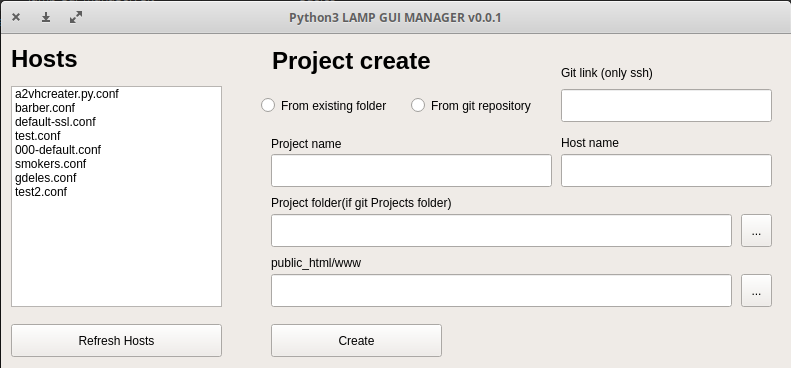 Python3 LAMP GUI MANAGER v0.0.1
Hosts
a2vhcreater.py.conf
barber.conf
default-ssl.conf
test.conf
000-default.conf
smokers.conf
gdeles.conf
test2.conf
Refresh Hosts
Project create
Git link (only ssh)
From existing folder
From git repository
Project name
Host name
Project folder(if git Projects folder)
...
public_html/www
...
Create